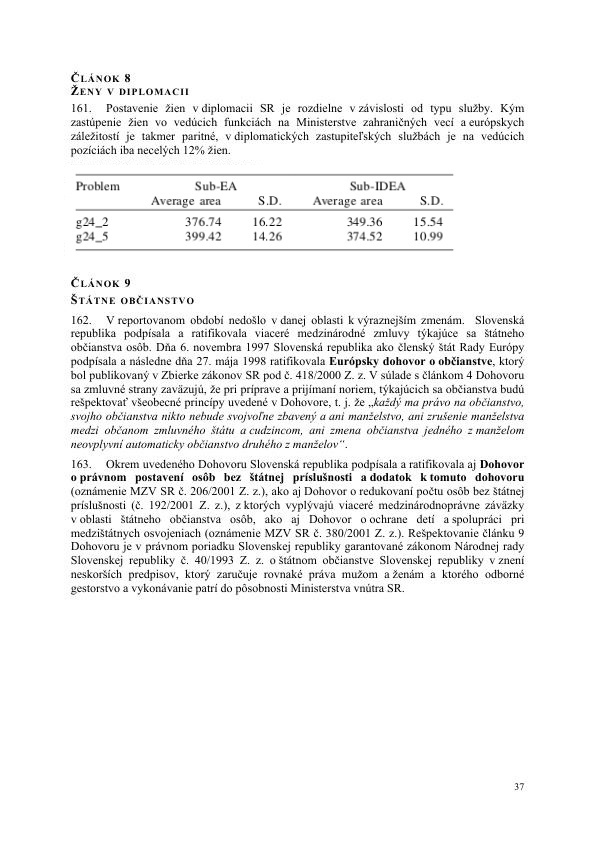 ČLÁNOK 8
ŽENY V DIPLOMACII
161. Postavenie žien v diplomacii SR je rozdielne v závislosti od typu služby. Kým
zastúpenie žien vo vedúcich funkciách na Ministerstve zahraničných vecí a európskych
záležitostí je takmer paritné, v diplomatických zastupiteľských službách je na vedúcich
pozíciách iba necelých 12% žien.
Problem Sub-EA Sub-IDEA
Average area S.D. Average area S.D.
g24_2 376.74 16.22 349.36 15.54
g24_5 399.42 14.26 374.52 10.99
ČLÁNOK 9
ŠTÁTNE OBČIANSTVO
162. V reportovanom období nedošlo v danej oblasti k výraznejším zmenám. Slovenská
republika podpísala a ratifikovala viaceré medzinárodné zmluvy týkajúce sa štátneho
občianstva osôb. Dňa 6. novembra 1997 Slovenská republika ako členský štát Rady Európy
podpísala a následne dňa 27. mája 1998 ratifikovala Európsky dohovor o občianstve, ktorý
bol publikovaný v Zbierke zákonov SR pod č. 418/2000 Z. z. V súlade s článkom 4 Dohovoru
sa zmluvné strany zaväzujú, že pri príprave a prijímaní noriem, týkajúcich sa občianstva budú
rešpektovať všeobecné princípy uvedené v Dohovore, t. j. že „každý ma právo na občianstvo,
svojho občianstva nikto nebude svojvoľne zbavený a ani manželstvo, ani zrušenie manželstva
medzi občanom zmluvného štátu a cudzincom, ani zmena občianstva jedného z manželom
neovplyvní automaticky občianstvo druhého z manželov“.
163. Okrem uvedeného Dohovoru Slovenská republika podpísala a ratifikovala aj Dohovor
o právnom postavení osôb bez štátnej príslušnosti a dodatok k tomuto dohovoru
(oznámenie MZV SR č. 206/2001 Z. z.), ako aj Dohovor o redukovaní počtu osôb bez štátnej
príslušnosti (č. 192/2001 Z. z.), z ktorých vyplývajú viaceré medzinárodnoprávne záväzky
v oblasti štátneho občianstva osôb, ako aj Dohovor o ochrane detí a spolupráci pri
medzištátnych osvojeniach (oznámenie MZV SR č. 380/2001 Z. z.). Rešpektovanie článku 9
Dohovoru je v právnom poriadku Slovenskej republiky garantované zákonom Národnej rady
Slovenskej republiky č. 40/1993 Z. z. o štátnom občianstve Slovenskej republiky v znení
neskorších predpisov, ktorý zaručuje rovnaké práva mužom a ženám a ktorého odborné
gestorstvo a vykonávanie patrí do pôsobnosti Ministerstva vnútra SR.
37